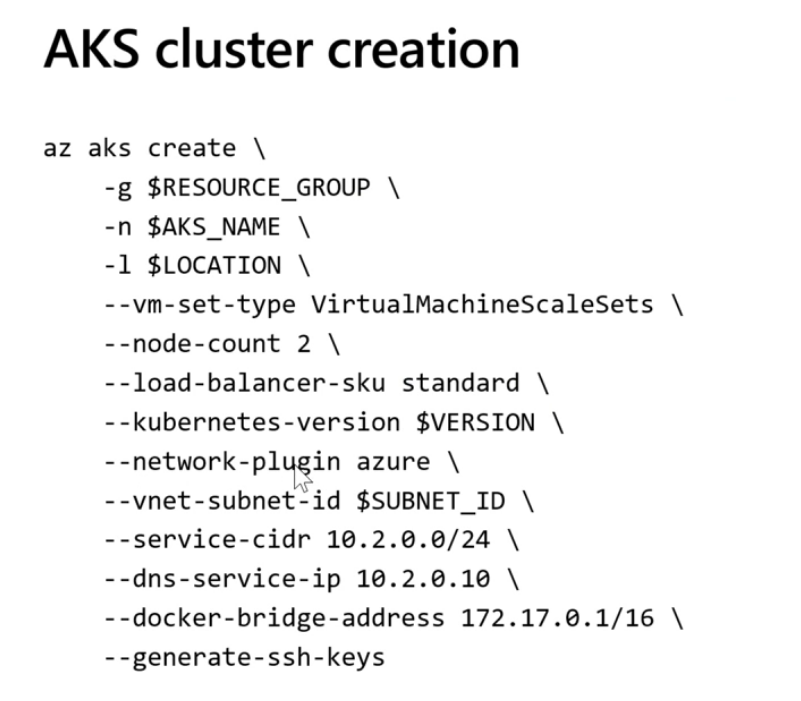 AKS cluster creation
az aks create \
-g $RESOURCE_GROUP \
-n $AKS_NAME \
-l $LOCATION \
--vm-set-type VirtualMachineScaleSets \
--node-count 2 \
--load-balancer-sku standard \
--kubernetes-version $VERSION \
--network-plugin azure \
--vnet-subnet-id $SUBNET_ID \
--service-cidr 10.2.0.0/24 \
--dns-service-ip 10.2.0.10 \
--docker-bridge-address 172.17.0.1/16 \
--generate-ssh-keys